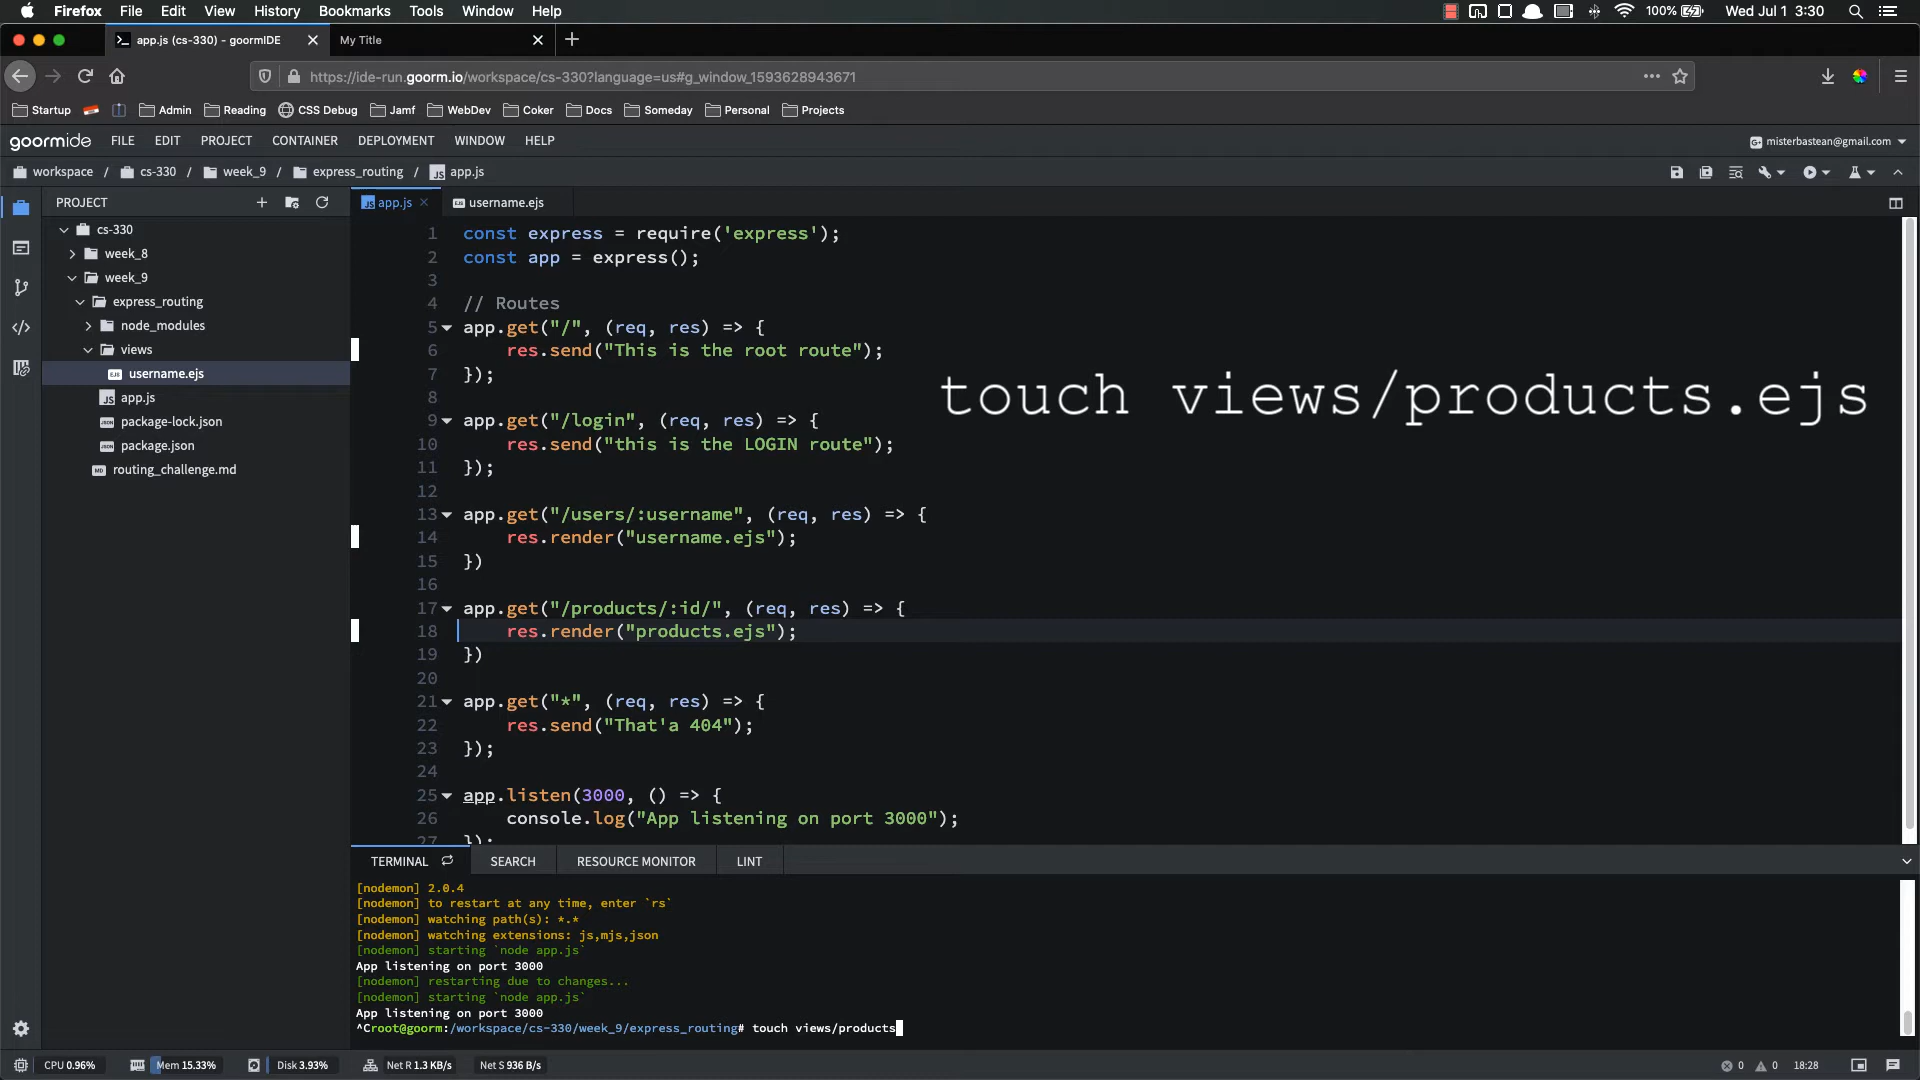 Firefox File Edit View History Bookmarks Tools Window Help 100% Wed Jul 1 3:30
app.js (cs-330) - goormIDE My Title
https://ide-run.goorm.io/workspace/cs-330?language=us#g_window_1593628943671
Startup Admin Reading CSS Debug Jamf WebDev Coker Docs Someday Personal Projects
goormide FILE EDIT PROJECT CONTAINER DEPLOYMENT WINDOW HELP misterbastean@gmail.com
workspace / cs-330 / week_9 / express_routing / app.js
PROJECT
cs-330
week_8
week_9
express_routing
node_modules
views
username.ejs
app.js
package-lock.json
package.json
routing_challenge.md
app.js username.ejs
1 const express = require('express');
2 const app = express();
3
4 // Routes
5 app.get("/", (req, res) => {
6 res.send("This is the root route");
7 });
8
9 app.get("/login", (req, res) => {
10 res.send("this is the LOGIN route");
11 });
12
13 app.get("/users/:username", (req, res) => {
14 res.render("username.ejs");
15 })
16
17 app.get("/products/:id/", (req, res) => {
18 res.render("products.ejs");
19 })
20
21 app.get("*", (req, res) => {
22 res.send("That'a 404");
23 });
24
25 app.listen(3000, () => {
26 console.log("App listening on port 3000");
27 });
touch views/products.ejs
TERMINAL SEARCH RESOURCE MONITOR LINT
[nodemon] 2.0.4
[nodemon] to restart at any time, enter `rs`
[nodemon] watching path(s): *.*
[nodemon] watching extensions: js,mjs,json
[nodemon] starting `node app.js`
App listening on port 3000
[nodemon] restarting due to changes...
[nodemon] starting `node app.js`
App listening on port 3000
^Croot@goorm:/workspace/cs-330/week_9/express_routing# touch views/products
CPU 0.96% Mem 15.33% Disk 3.93% Net R 1.3 KB/s Net S 936 B/s 0 0 18:28